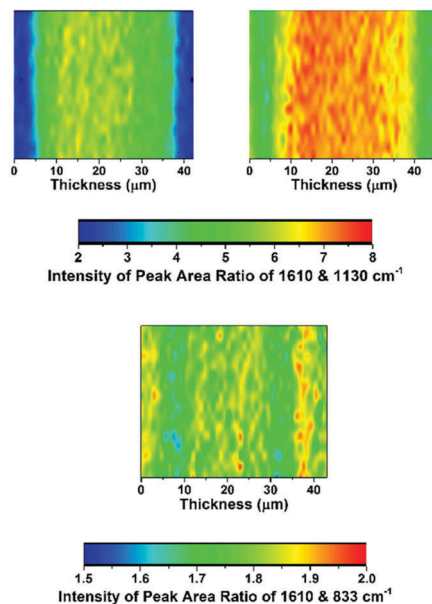 0 10 20 30 40 0 10 20 30 40
Thickness (μm) Thickness (μm)
2 3 4 5 6 7 8
Intensity of Peak Area Ratio of 1610 & 1130 cm⁻¹
0 10 20 30 40
Thickness (μm)
1.5 1.6 1.7 1.8 1.9 2.0
Intensity of Peak Area Ratio of 1610 & 833 cm⁻¹